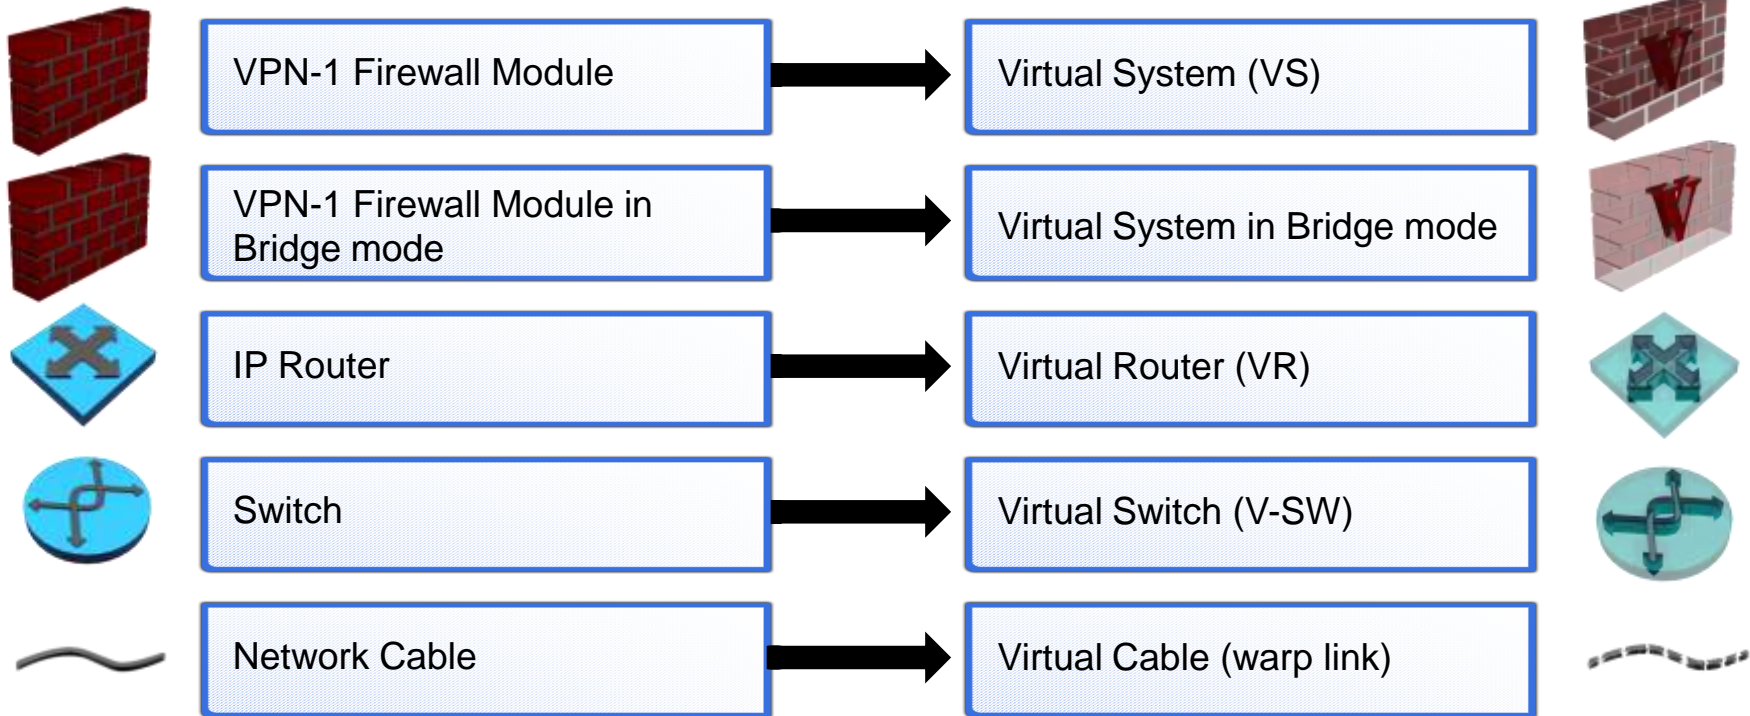 VPN-1 Firewall Module
Virtual System (VS)
V
VPN-1 Firewall Module in
Bridge mode
Virtual System in Bridge mode
V
IP Router
Virtual Router (VR)
Switch
Virtual Switch (V-SW)
Network Cable
Virtual Cable (warp link)